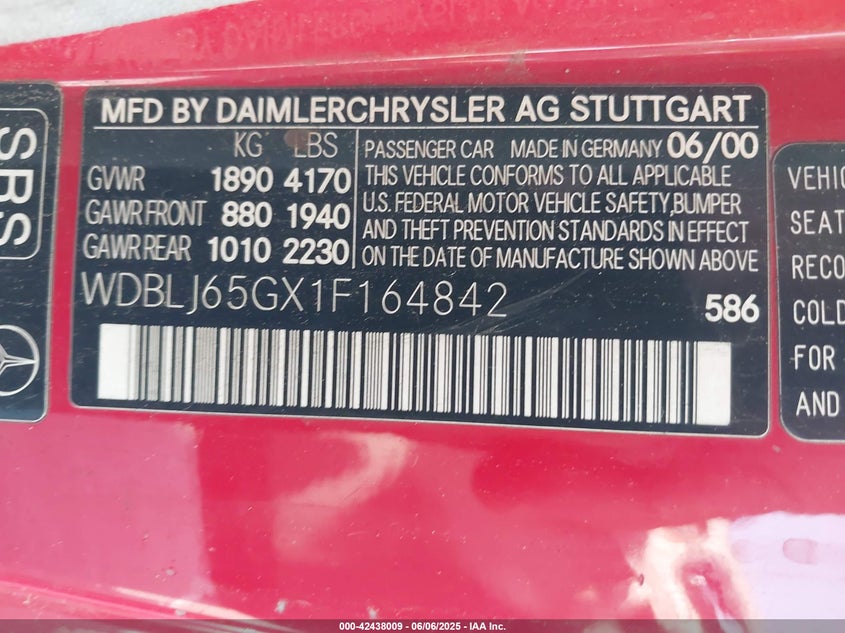 MFD BY DAIMLERCHRYSLER AG STUTTGART
KG LBS
GVWR 1890 4170
GAWR FRONT 880 1940
GAWR REAR 1010 2230
PASSENGER CAR MADE IN GERMANY 06/00
THIS VEHICLE CONFORMS TO ALL APPLICABLE
U.S. FEDERAL MOTOR VEHICLE SAFETY,BUMPER
AND THEFT PREVENTION STANDARDS IN EFFECT
ON THE DATE OF MANUFACTURE SHOWN ABOVE
WDBLJ65GX1F164842
586
SRS
VEHIC
SEAT
RECO
COLD
FOR
AND
000-42438009 - 06/06/2025 - IAA Inc.